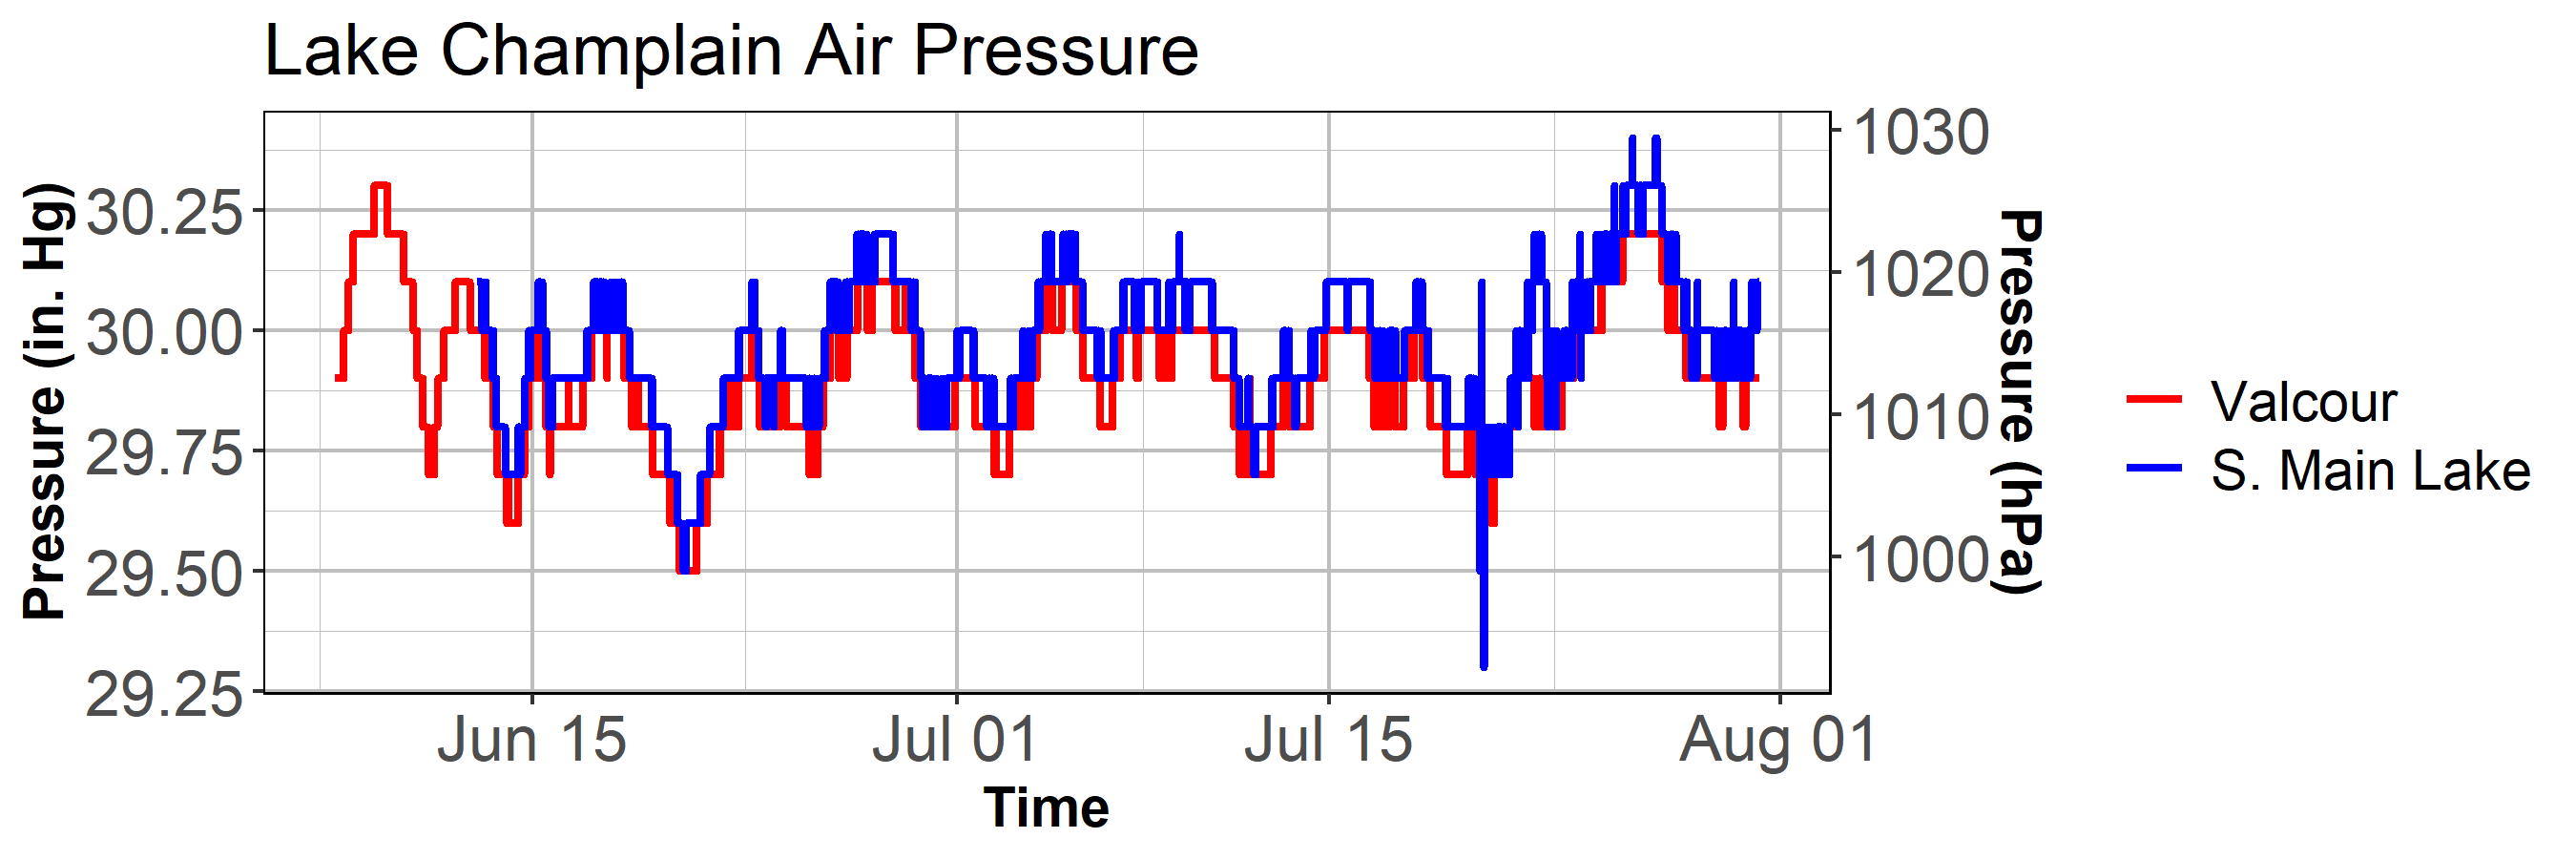 Lake Champlain Air Pressure
Pressure (in. Hg)
30.25
30.00
29.75
29.50
29.25
1030
1020
1010
1000
Pressure (hPa)
Jun 15
Jul 01
Jul 15
Aug 01
Time
Valcour
S. Main Lake